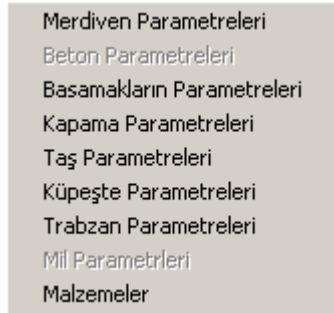 Merdiven Parametreleri
Beton Parametreleri
Basamakların Parametreleri
Kapama Parametreleri
Taş Parametreleri
Küpeşte Parametreleri
Trabzan Parametreleri
Mil Parametrleri
Malzemeler